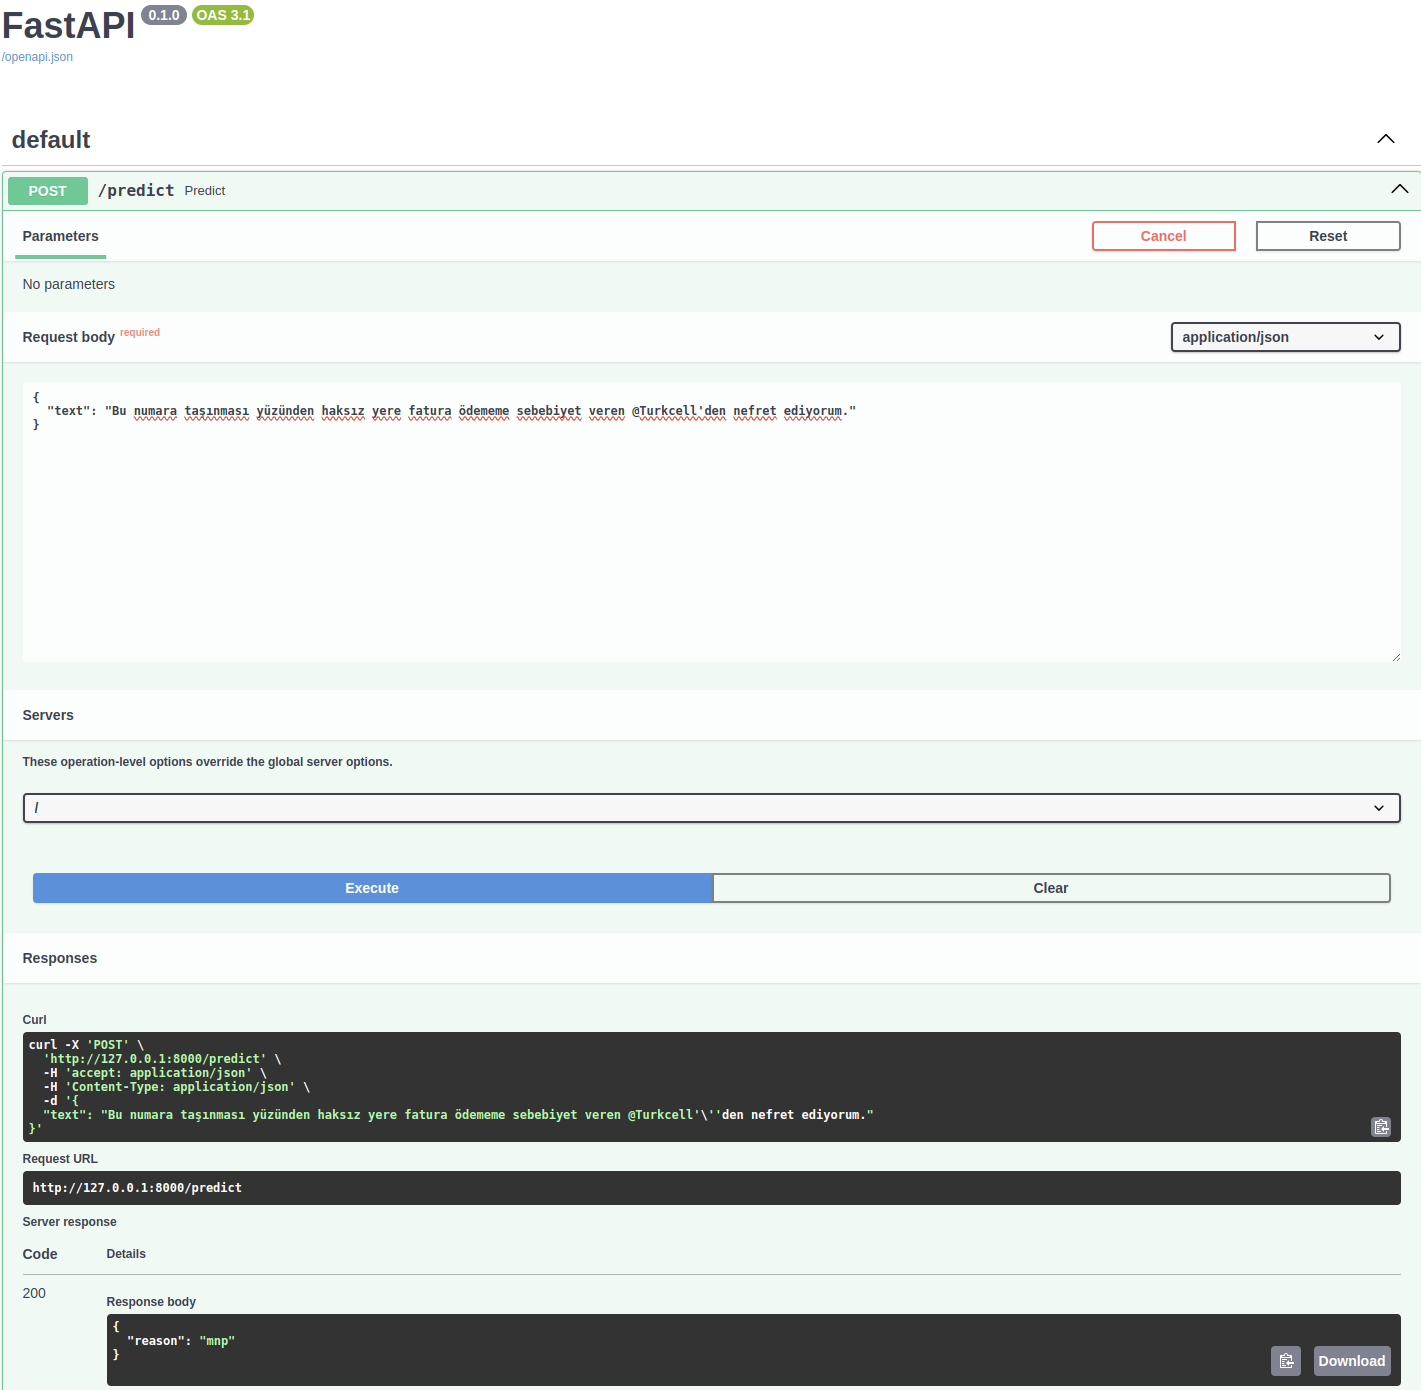 FastAPI 0.1.0 OAS 3.1
/openapi.json
default
POST /predict Predict
Parameters Cancel Reset
No parameters
Request body required application/json
{
  "text": "Bu numara taşınması yüzünden haksız yere fatura ödememe sebebiyet veren @Turkcell'den nefret ediyorum."
}
Servers
These operation-level options override the global server options.
/
Execute Clear
Responses
Curl
curl -X 'POST' \
  'http://127.0.0.1:8000/predict' \
  -H 'accept: application/json' \
  -H 'Content-Type: application/json' \
  -d '{
  "text": "Bu numara taşınması yüzünden haksız yere fatura ödememe sebebiyet veren @Turkcell'\''den nefret ediyorum."
}'
Request URL
http://127.0.0.1:8000/predict
Server response
Code Details
200
Response body
{
  "reason": "mnp"
}
Download